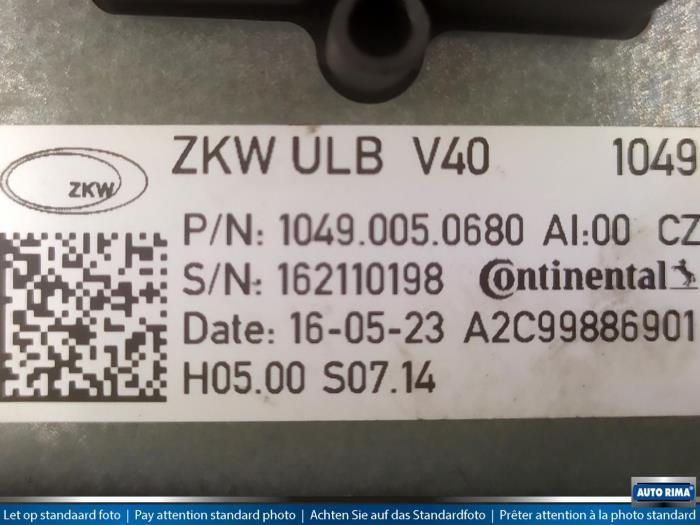 ZKW ULB V40 1049
ZKW
P/N: 1049.005.0680 AI:00 CZ
S/N: 162110198 Continental
Date: 16-05-23 A2C99886901
H05.00 S07.14
AUTO RIMA
Let op standaard foto | Pay attention standard photo | Achten Sie auf das Standardfoto | Prêter attention à la photo standard